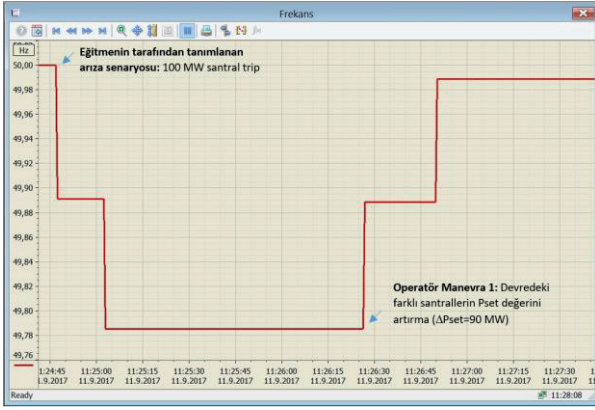 Frekans
Hz
50,00
Eğitmenin tarafından tanımlanan
arıza senaryosu: 100 MW santral trip
49,98
49,96
49,94
49,92
49,90
49,88
49,86
49,84
49,82
49,80
49,78
49,76
Operatör Manevra 1: Devredeki
farklı santrallerin Pset değerini
artırma (ΔPset=90 MW)
1:24:45 11:25:00 11:25:15 11:25:30 11:25:45 11:26:00 11:26:15 11:26:30 11:26:45 11:27:00 11:27:15 11:27:30 1
1.9.2017 11.9.2017 11.9.2017 11.9.2017 11.9.2017 11.9.2017 11.9.2017 11.9.2017 11.9.2017 11.9.2017 11.9.2017 11.9.2017 11
Ready
11:28:08